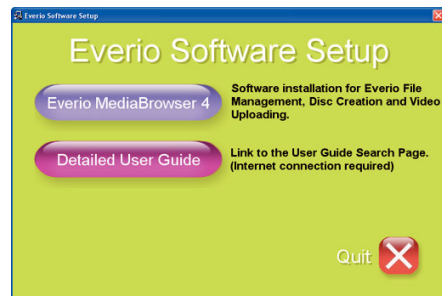 Everio Software Setup
Everio Software Setup
Everio MediaBrowser 4
Software installation for Everio File
Management, Disc Creation and Video
Uploading.
Detailed User Guide
Link to the User Guide Search Page.
(Internet connection required)
Quit